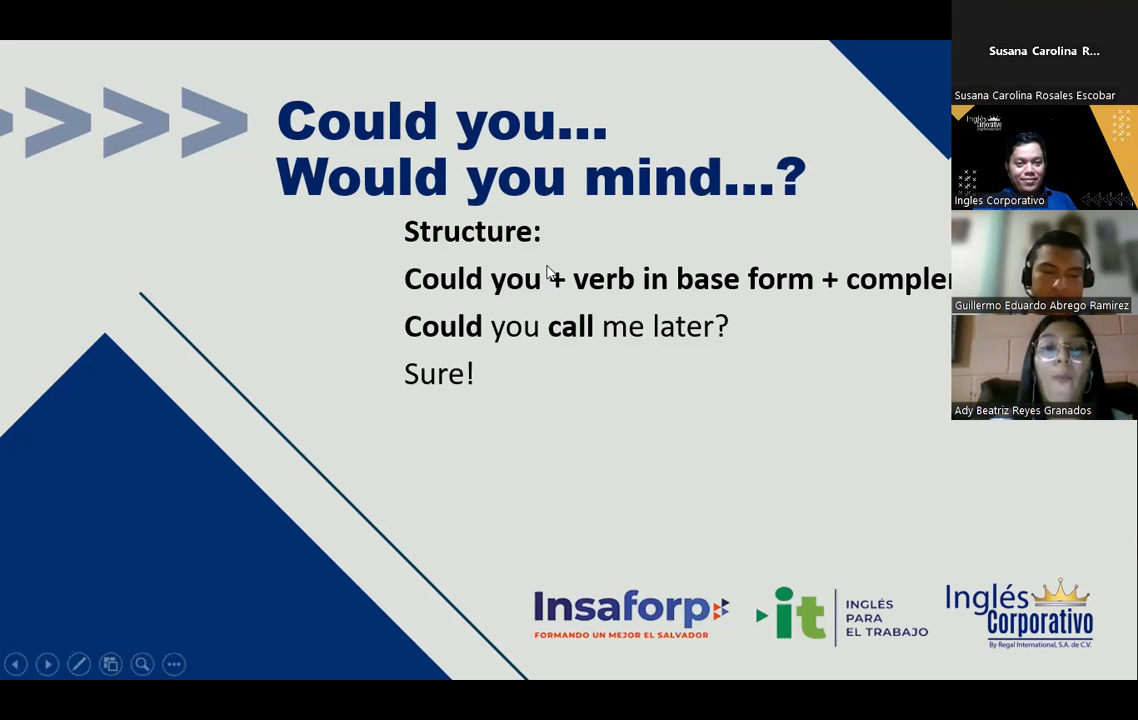 Could you...
Would you mind...?
Structure:
Could you + verb in base form + compler
Could you call me later?
Sure!
Insaforp
FORMANDO UN MEJOR EL SALVADOR
it
INGLÉS
PARA
EL TRABAJO
Inglés
Corporativo
By Regal International, S.A. de C.V.
Susana Carolina R...
Susana Carolina Rosales Escobar
Inglés
Ingles Corporativo
Guillermo Eduardo Abrego Ramirez
Ady Beatriz Reyes Granados